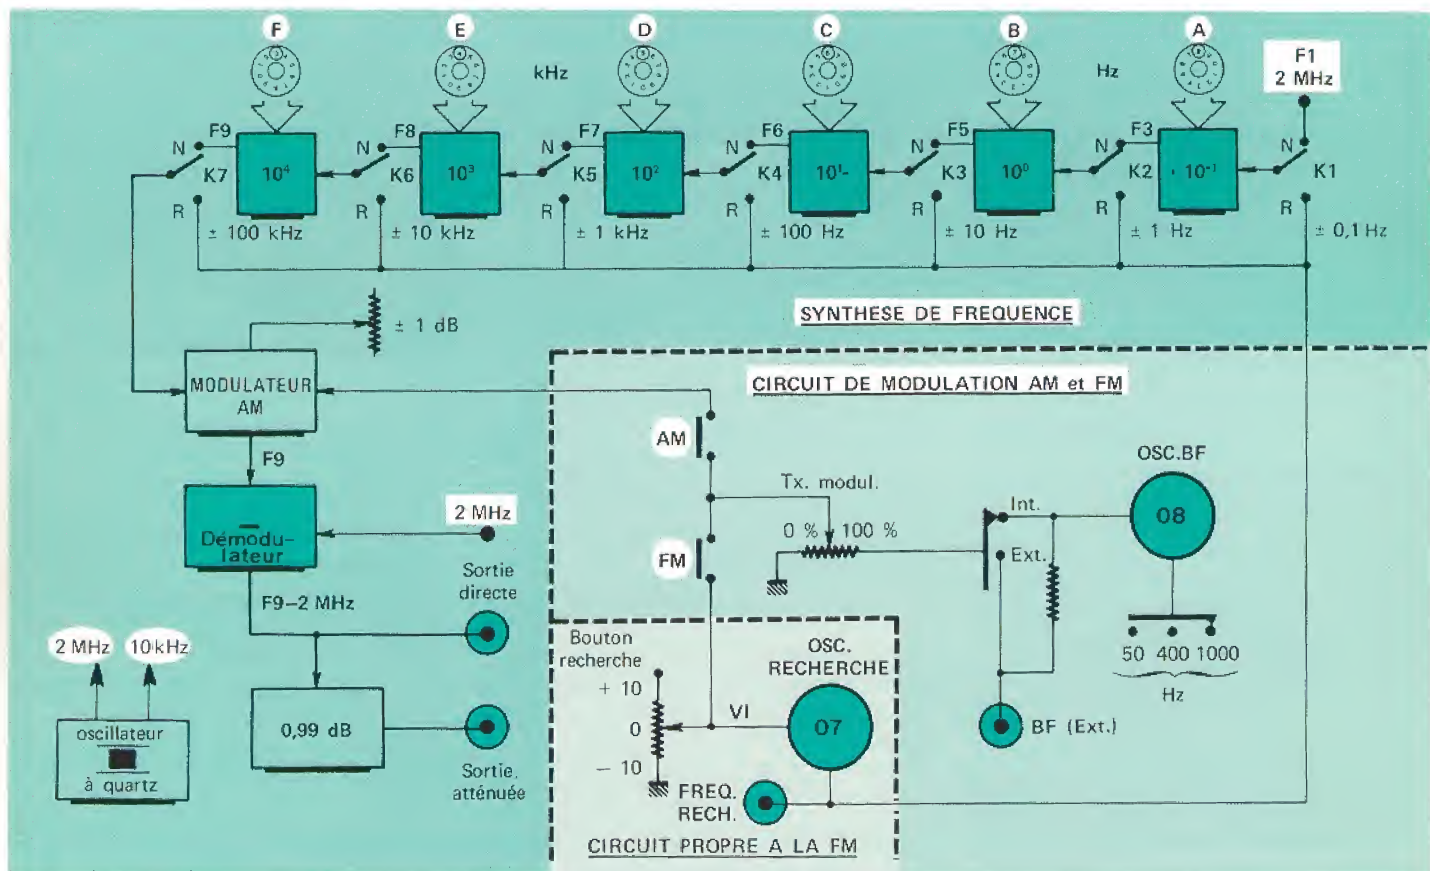 F E D C B A
kHz Hz
F1
2 MHz
F9 F8 F7 F6 F5 F3
N N N N N N N
K7 10⁴ K6 10³ K5 10² K4 10¹- K3 10⁰ K2 10-¹ K1
R R R R R R R
± 100 kHz ± 10 kHz ± 1 kHz ± 100 Hz ± 10 Hz ± 1 Hz ± 0,1 Hz
± 1 dB
SYNTHESE DE FREQUENCE
MODULATEUR
AM
F9
Démodu-
lateur
2 MHz
F9–2 MHz
Sortie
directe
0,99 dB
Sortie.
atténuée
2 MHz 10 kHz
oscillateur
à quartz
CIRCUIT DE MODULATION AM et FM
AM
FM
Tx. modul.
0 % 100 %
Int.
Ext.
OSC.BF
08
50 400 1000
Hz
BF (Ext.)
Bouton
recherche
+ 10
0
– 10
OSC.
RECHERCHE
VI
07
FREQ.
RECH.
CIRCUIT PROPRE A LA FM